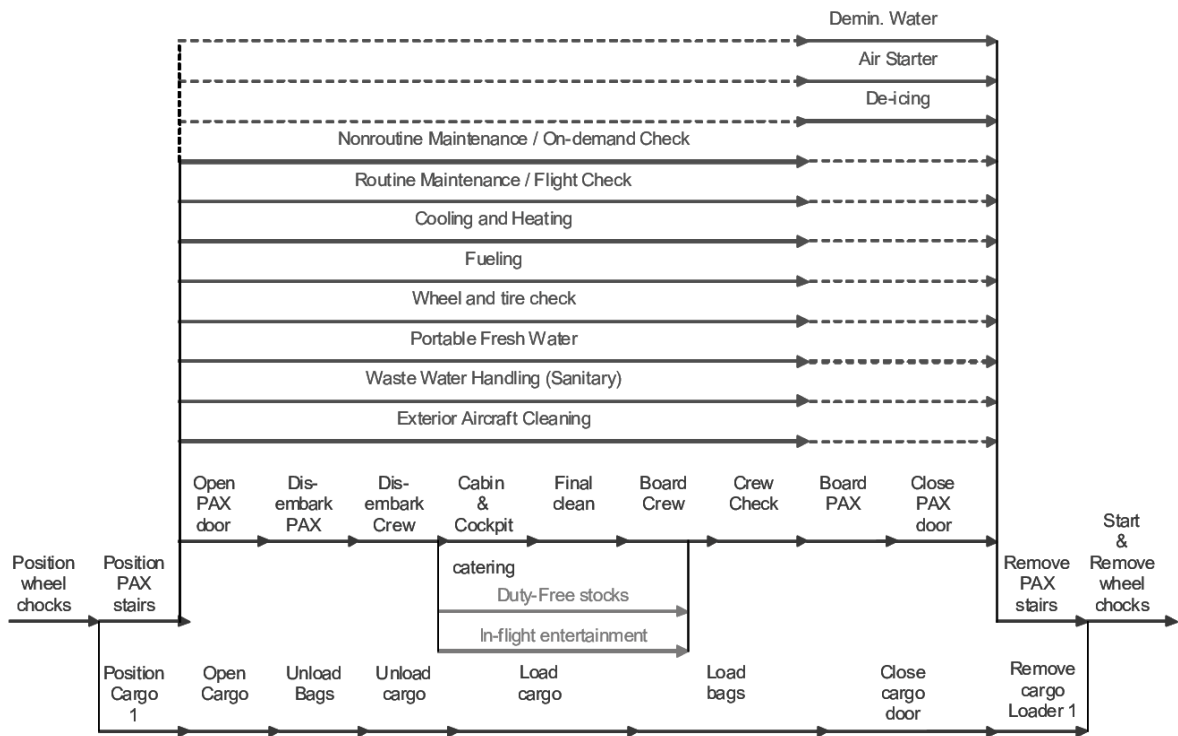 Demin. Water
Air Starter
De-icing
Nonroutine Maintenance / On-demand Check
Routine Maintenance / Flight Check
Cooling and Heating
Fueling
Wheel and tire check
Portable Fresh Water
Waste Water Handling (Sanitary)
Exterior Aircraft Cleaning
Open
PAX
door
Dis-
embark
PAX
Dis-
embark
Crew
Cabin
&
Cockpit
catering
Final
clean
Board
Crew
Crew
Check
Board
PAX
Close
PAX
door
Position
wheel
chocks
Position
PAX
stairs
Duty-Free stocks
In-flight entertainment
Remove
PAX
stairs
Start
&
Remove
wheel
chocks
Position
Cargo
1
Open
Cargo
Unload
Bags
Unload
cargo
Load
cargo
Load
bags
Close
cargo
door
Remove
cargo
Loader 1